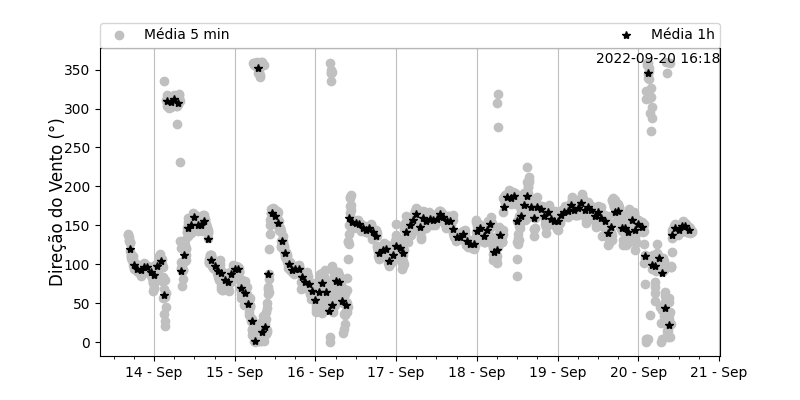 Média 5 min
Média 1h
2022-09-20 16:18
Direção do Vento (°)
350
300
250
200
150
100
50
0
14 - Sep
15 - Sep
16 - Sep
17 - Sep
18 - Sep
19 - Sep
20 - Sep
21 - Sep